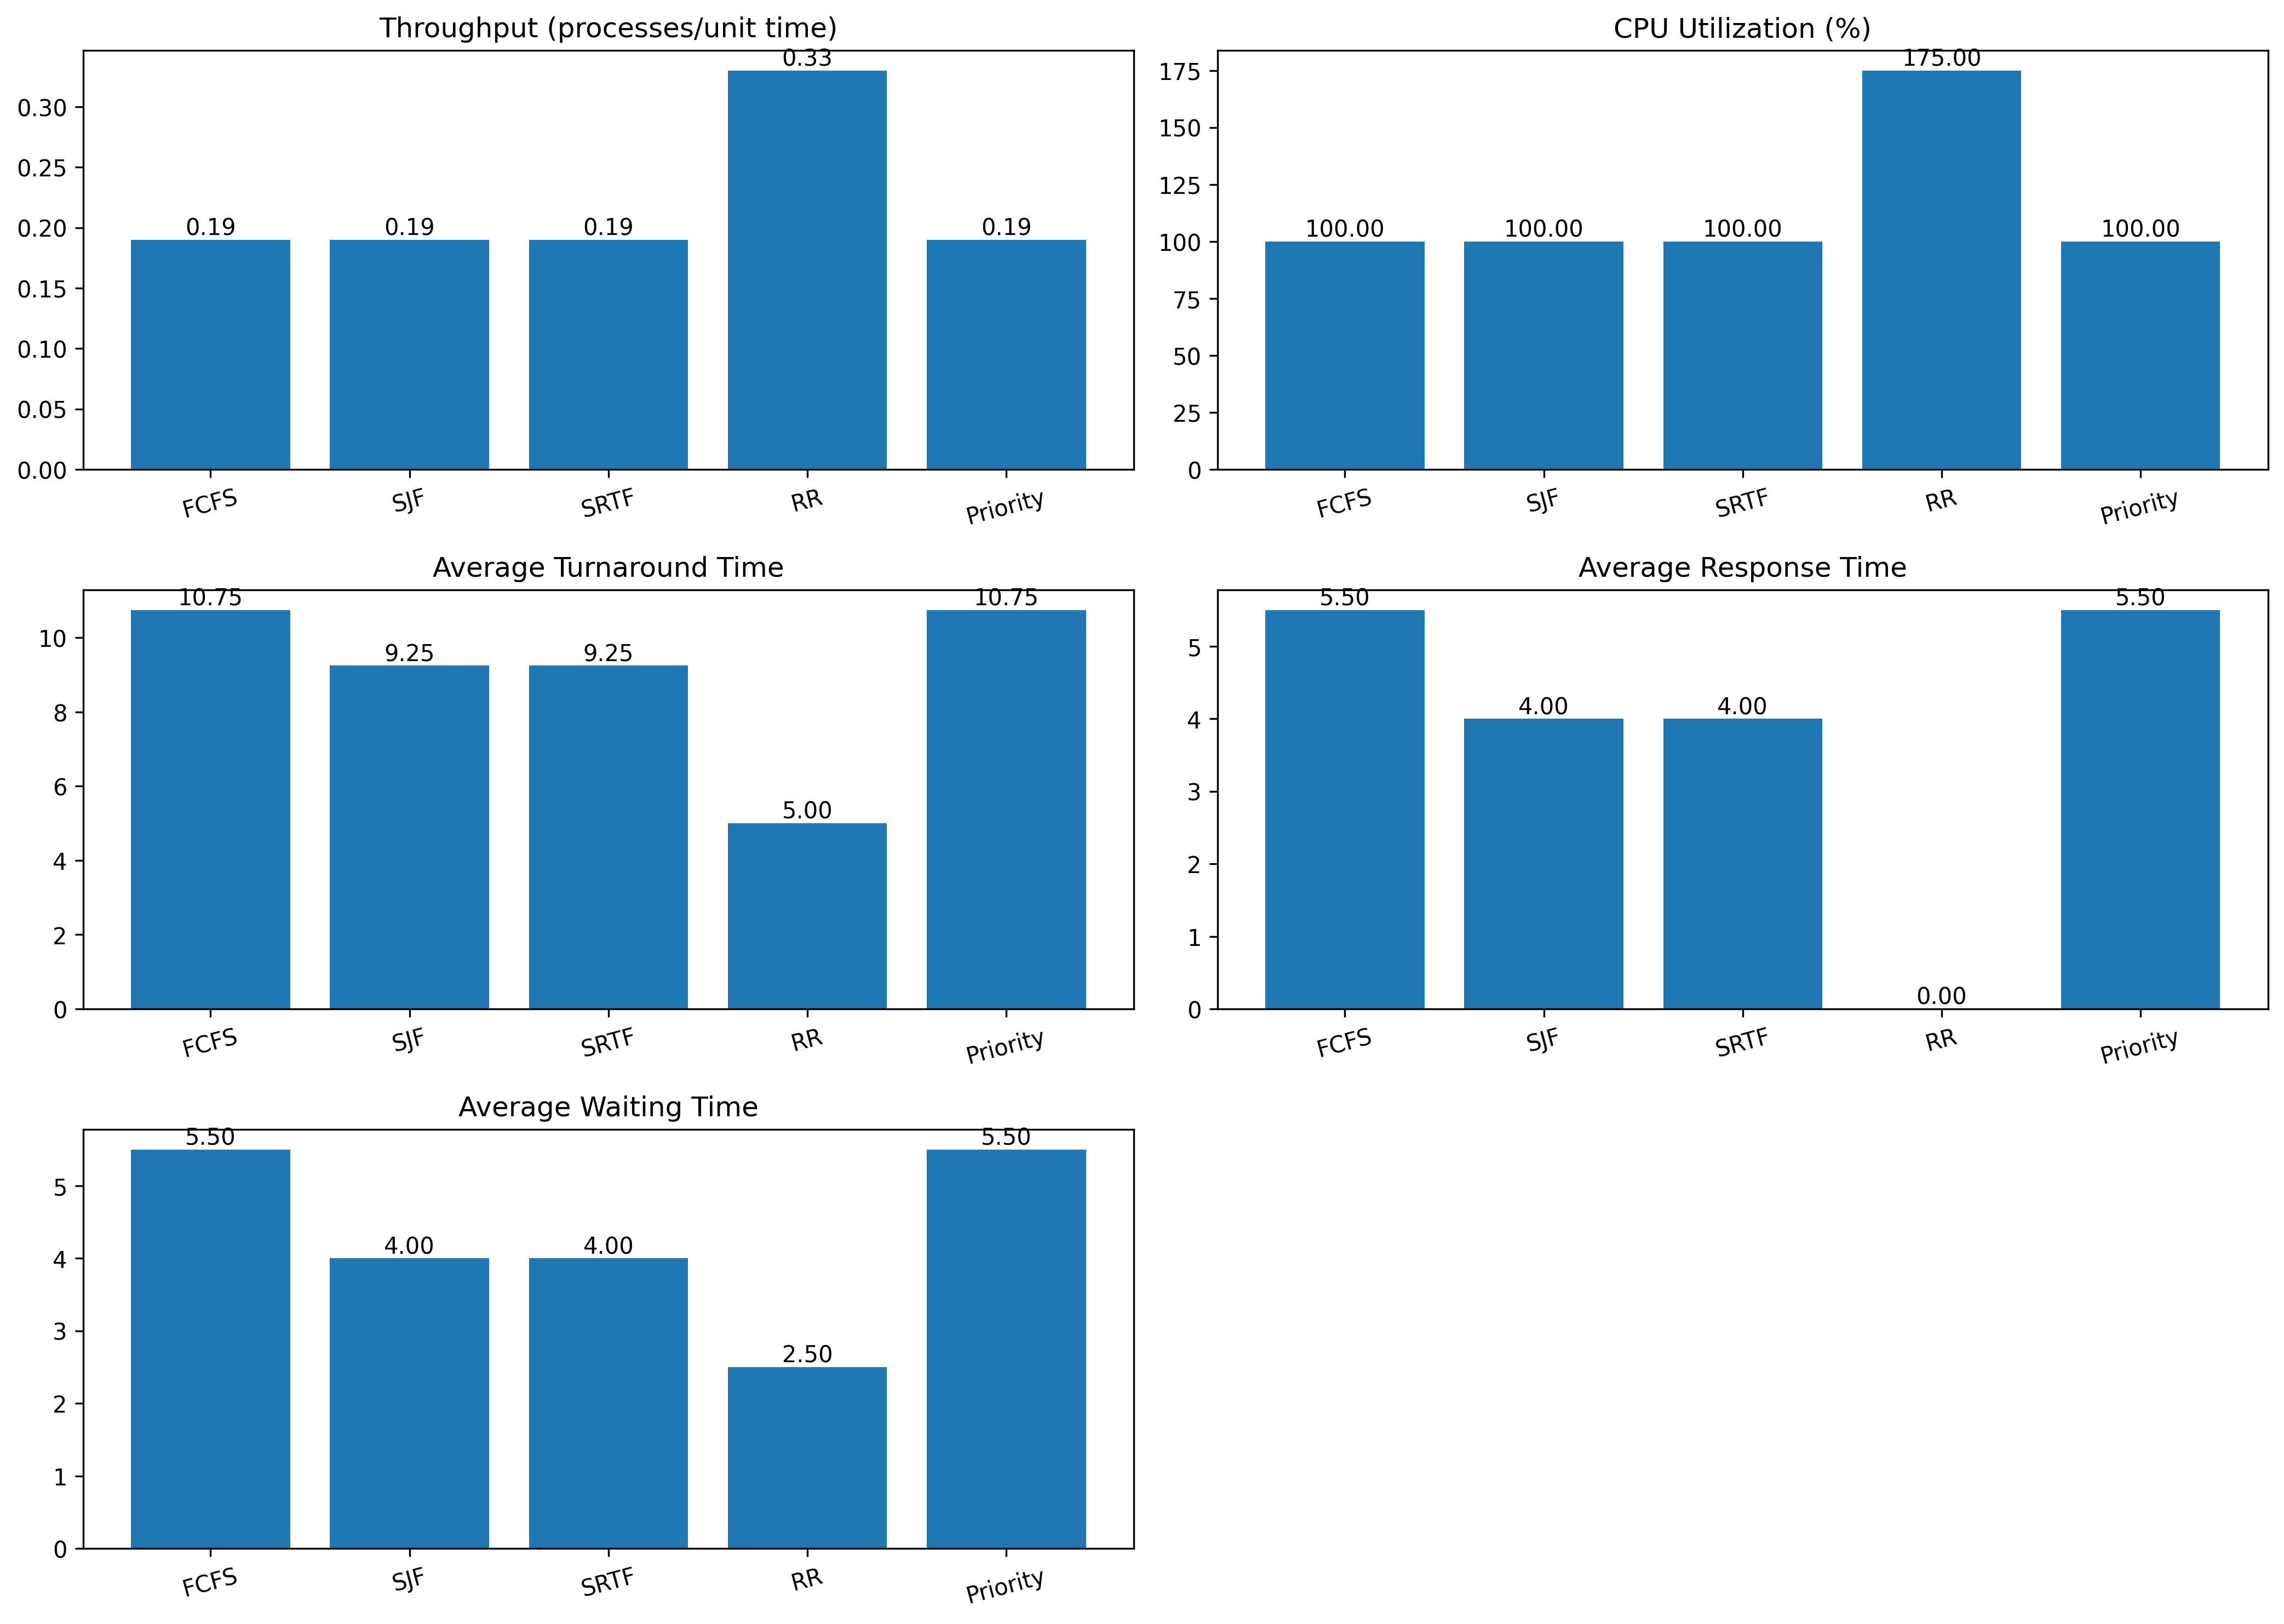 Throughput (processes/unit time)
0.30
0.25
0.20
0.15
0.10
0.05
0.00
0.19
0.19
0.19
0.33
0.19
FCFS
SJF
SRTF
RR
Priority
CPU Utilization (%)
175
150
125
100
75
50
25
0
100.00
100.00
100.00
175.00
100.00
FCFS
SJF
SRTF
RR
Priority
Average Turnaround Time
10
8
6
4
2
0
10.75
9.25
9.25
5.00
10.75
FCFS
SJF
SRTF
RR
Priority
Average Response Time
5
4
3
2
1
0
5.50
4.00
4.00
0.00
5.50
FCFS
SJF
SRTF
RR
Priority
Average Waiting Time
5
4
3
2
1
0
5.50
4.00
4.00
2.50
5.50
FCFS
SJF
SRTF
RR
Priority